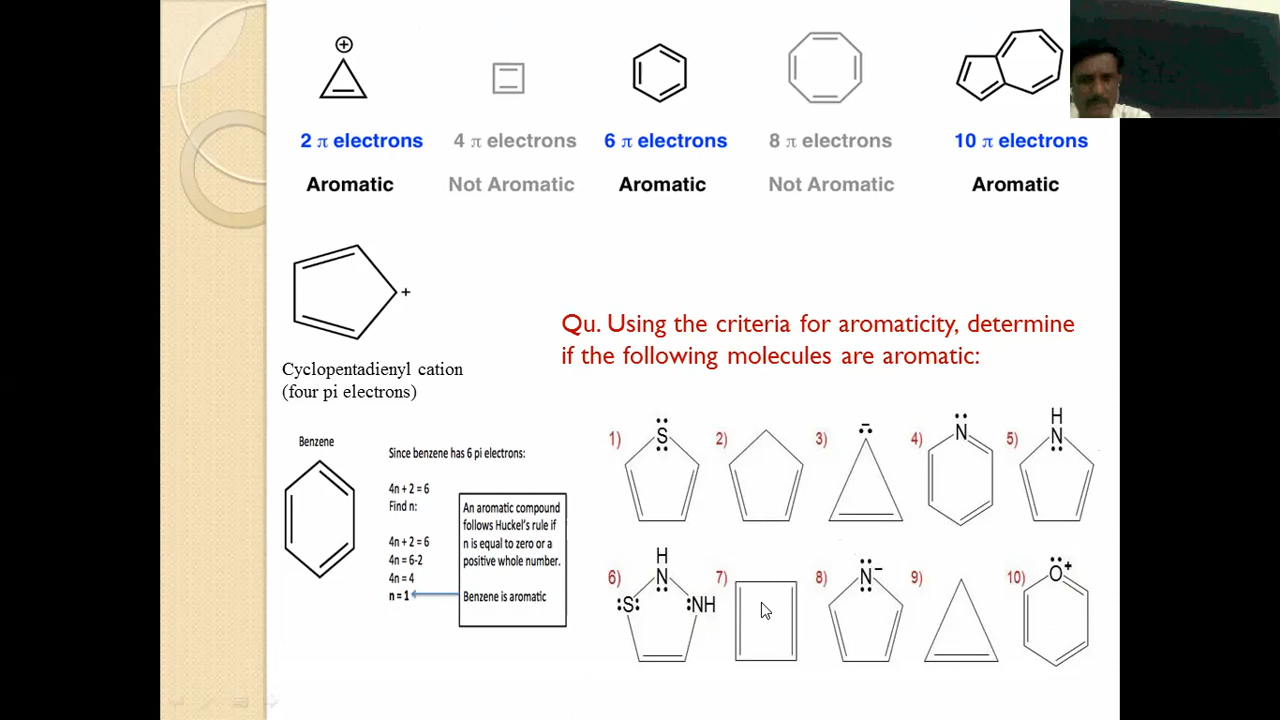 2 π electrons
4 π electrons
6 π electrons
8 π electrons
10 π electrons
Aromatic
Not Aromatic
Aromatic
Not Aromatic
Aromatic
+
Cyclopentadienyl cation
(four pi electrons)
Qu. Using the criteria for aromaticity, determine
if the following molecules are aromatic:
Benzene
Since benzene has 6 pi electrons:
4n + 2 = 6
Find n:
4n + 2 = 6
4n = 6-2
4n = 4
n = 1
An aromatic compound
follows Huckel's rule if
n is equal to zero or a
positive whole number.
Benzene is aromatic
1) S
2)
3) −
4) N
5) H
N
6) H
N
:S NH
7)
8) N−
9)
10) O+